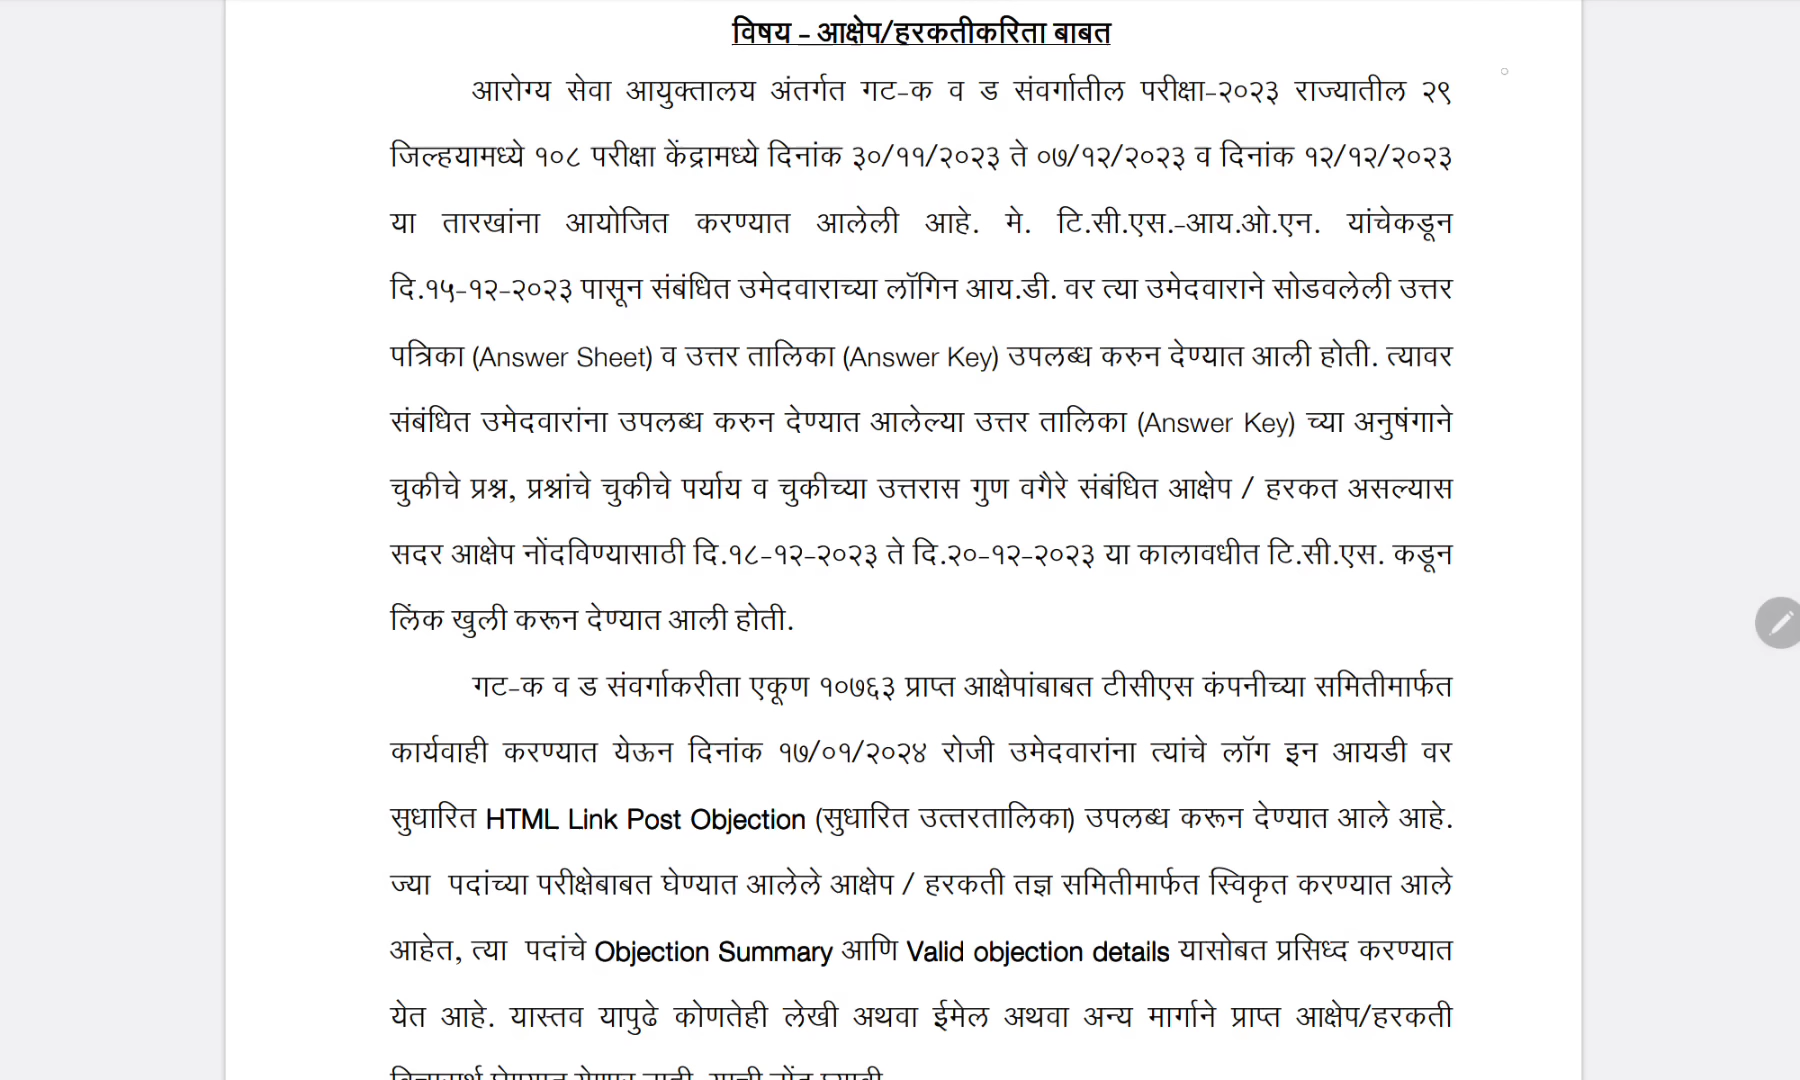 विषय - आक्षेप/हरकतीकरिता बाबत
आरोग्य सेवा आयुक्तालय अंतर्गत गट-क व ड संवर्गातील परीक्षा-२०२३ राज्यातील २९
जिल्हयामध्ये १०८ परीक्षा केंद्रामध्ये दिनांक ३०/११/२०२३ ते ०७/१२/२०२३ व दिनांक १२/१२/२०२३
या तारखांना आयोजित करण्यात आलेली आहे. मे. टि.सी.एस.-आय.ओ.एन. यांचेकडून
दि.१५-१२-२०२३ पासून संबंधित उमेदवाराच्या लॉगिन आय.डी. वर त्या उमेदवाराने सोडवलेली उत्तर
पत्रिका (Answer Sheet) व उत्तर तालिका (Answer Key) उपलब्ध करुन देण्यात आली होती. त्यावर
संबंधित उमेदवारांना उपलब्ध करुन देण्यात आलेल्या उत्तर तालिका (Answer Key) च्या अनुषंगाने
चुकीचे प्रश्न, प्रश्नांचे चुकीचे पर्याय व चुकीच्या उत्तरास गुण वगैरे संबंधित आक्षेप / हरकत असल्यास
सदर आक्षेप नोंदविण्यासाठी दि.१८-१२-२०२३ ते दि.२०-१२-२०२३ या कालावधीत टि.सी.एस. कडून
लिंक खुली करून देण्यात आली होती.
गट-क व ड संवर्गाकरीता एकूण १०७६३ प्राप्त आक्षेपांबाबत टीसीएस कंपनीच्या समितीमार्फत
कार्यवाही करण्यात येऊन दिनांक १७/०१/२०२४ रोजी उमेदवारांना त्यांचे लॉग इन आयडी वर
सुधारित HTML Link Post Objection (सुधारित उत्तरतालिका) उपलब्ध करून देण्यात आले आहे.
ज्या पदांच्या परीक्षेबाबत घेण्यात आलेले आक्षेप / हरकती तज्ञ समितीमार्फत स्विकृत करण्यात आले
आहेत, त्या पदांचे Objection Summary आणि Valid objection details यासोबत प्रसिध्द करण्यात
येत आहे. यास्तव यापुढे कोणतेही लेखी अथवा ईमेल अथवा अन्य मार्गाने प्राप्त आक्षेप/हरकती